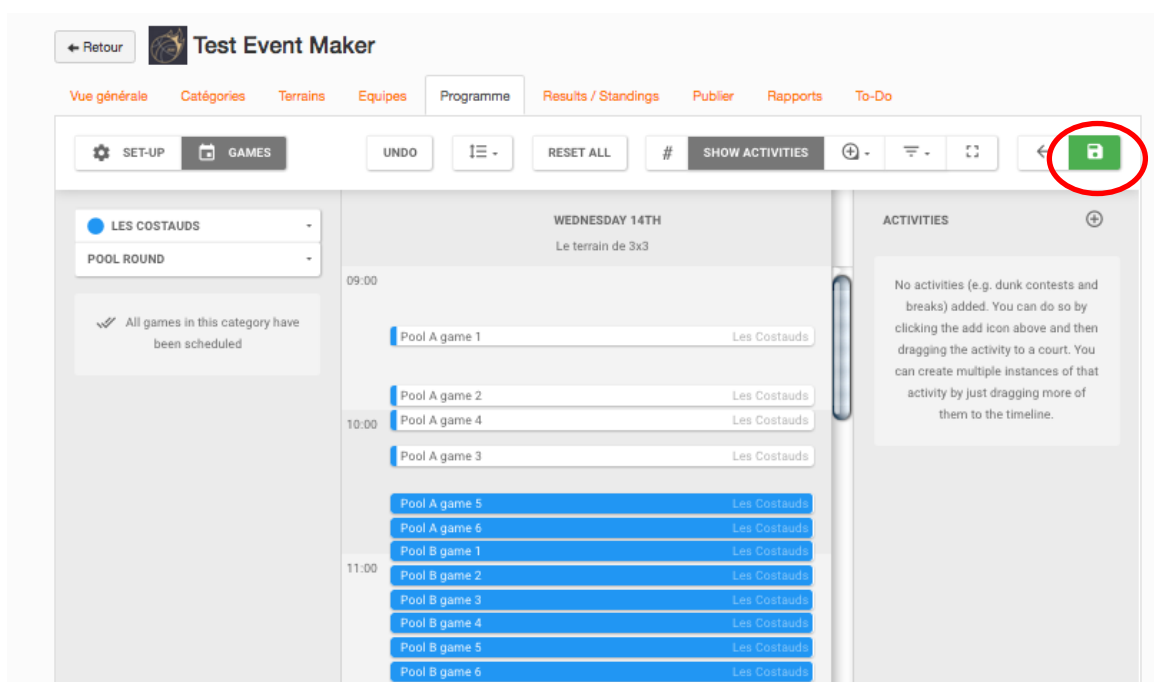 Retour
Test Event Maker
Vue générale
Catégories
Terrains
Equipes
Programme
Results / Standings
Publier
Rapports
To-Do
SET-UP
GAMES
UNDO
RESET ALL
#
SHOW ACTIVITIES
LES COSTAUDS
POOL ROUND
All games in this category have
been scheduled
WEDNESDAY 14TH
Le terrain de 3x3
09:00
Pool A game 1 Les Costauds
Pool A game 2 Les Costauds
10:00
Pool A game 4 Les Costauds
Pool A game 3 Les Costauds
Pool A game 5 Les Costauds
Pool A game 6 Les Costauds
Pool B game 1 Les Costauds
11:00
Pool B game 2 Les Costauds
Pool B game 3 Les Costauds
Pool B game 4 Les Costauds
Pool B game 5 Les Costauds
Pool B game 6 Les Costauds
ACTIVITIES
No activities (e.g. dunk contests and
breaks) added. You can do so by
clicking the add icon above and then
dragging the activity to a court. You
can create multiple instances of that
activity by just dragging more of
them to the timeline.